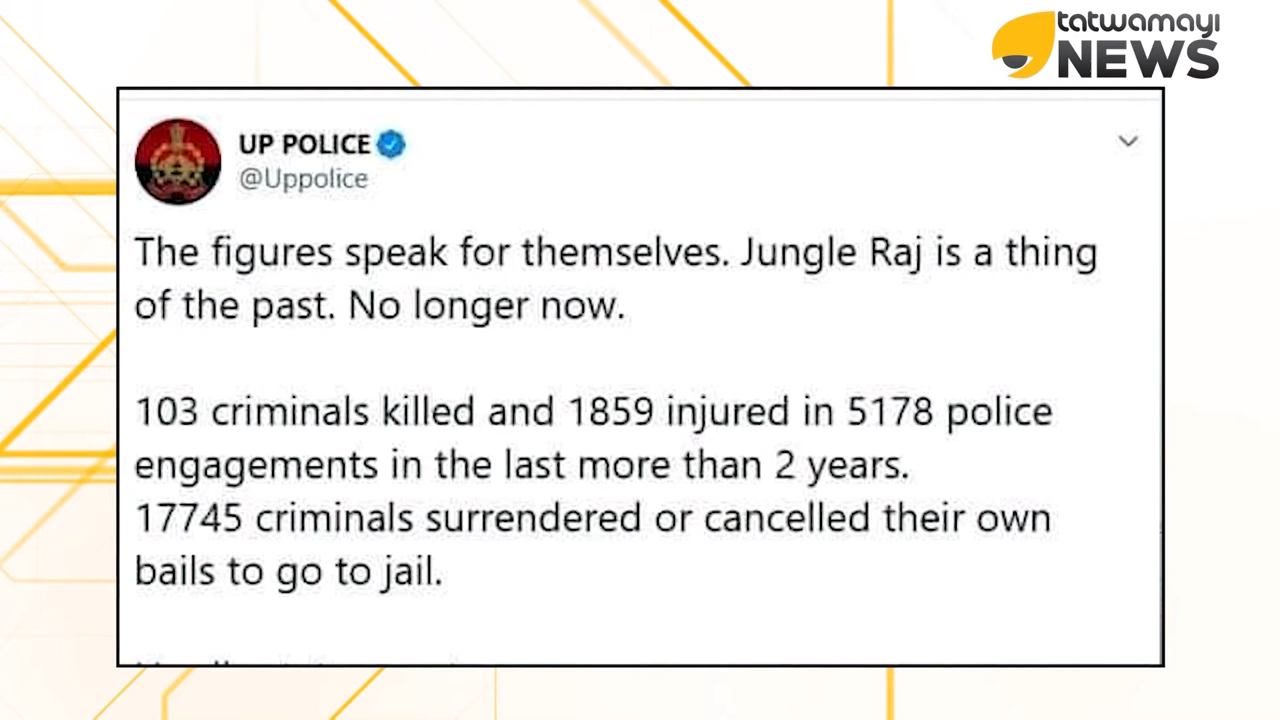 tatwamayi
NEWS
UP POLICE
@Uppolice
The figures speak for themselves. Jungle Raj is a thing
of the past. No longer now.
103 criminals killed and 1859 injured in 5178 police
engagements in the last more than 2 years.
17745 criminals surrendered or cancelled their own
bails to go to jail.